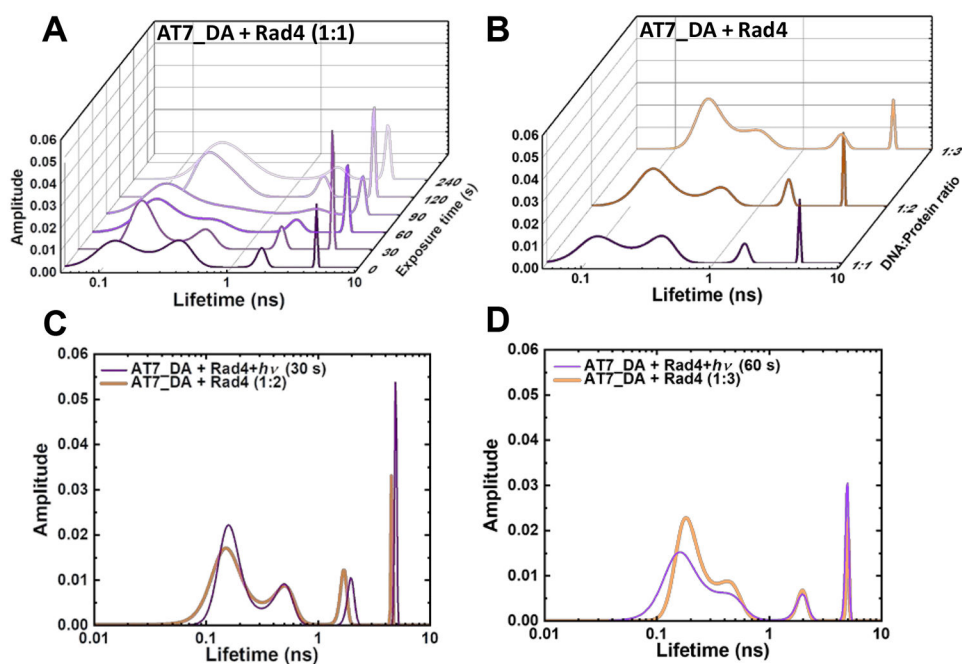 A
AT7_DA + Rad4 (1:1)
0.06
0.05
0.04
0.03
0.02
0.01
0.00
Amplitude
0.1
1
10
Lifetime (ns)
0
30
60
90
120
240
Exposure time (s)
B
AT7_DA + Rad4
0.06
0.05
0.04
0.03
0.02
0.01
0.00
0.1
1
10
Lifetime (ns)
1:1
1:2
1:3
DNA:Protein ratio
C
AT7_DA + Rad4+hν (30 s)
AT7_DA + Rad4 (1:2)
0.06
0.05
0.04
0.03
0.02
0.01
0.00
Amplitude
0.01
0.1
1
10
Lifetime (ns)
D
AT7_DA + Rad4+hν (60 s)
AT7_DA + Rad4 (1:3)
0.06
0.05
0.04
0.03
0.02
0.01
0.00
Amplitude
0.01
0.1
1
10
Lifetime (ns)